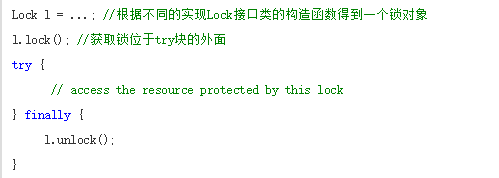 Lock l = ...; //根据不同的实现Lock接口类的构造函数得到一个锁对象
l.lock(); //获取锁位于try块的外面
try {
// access the resource protected by this lock
} finally {
l.unlock();
}